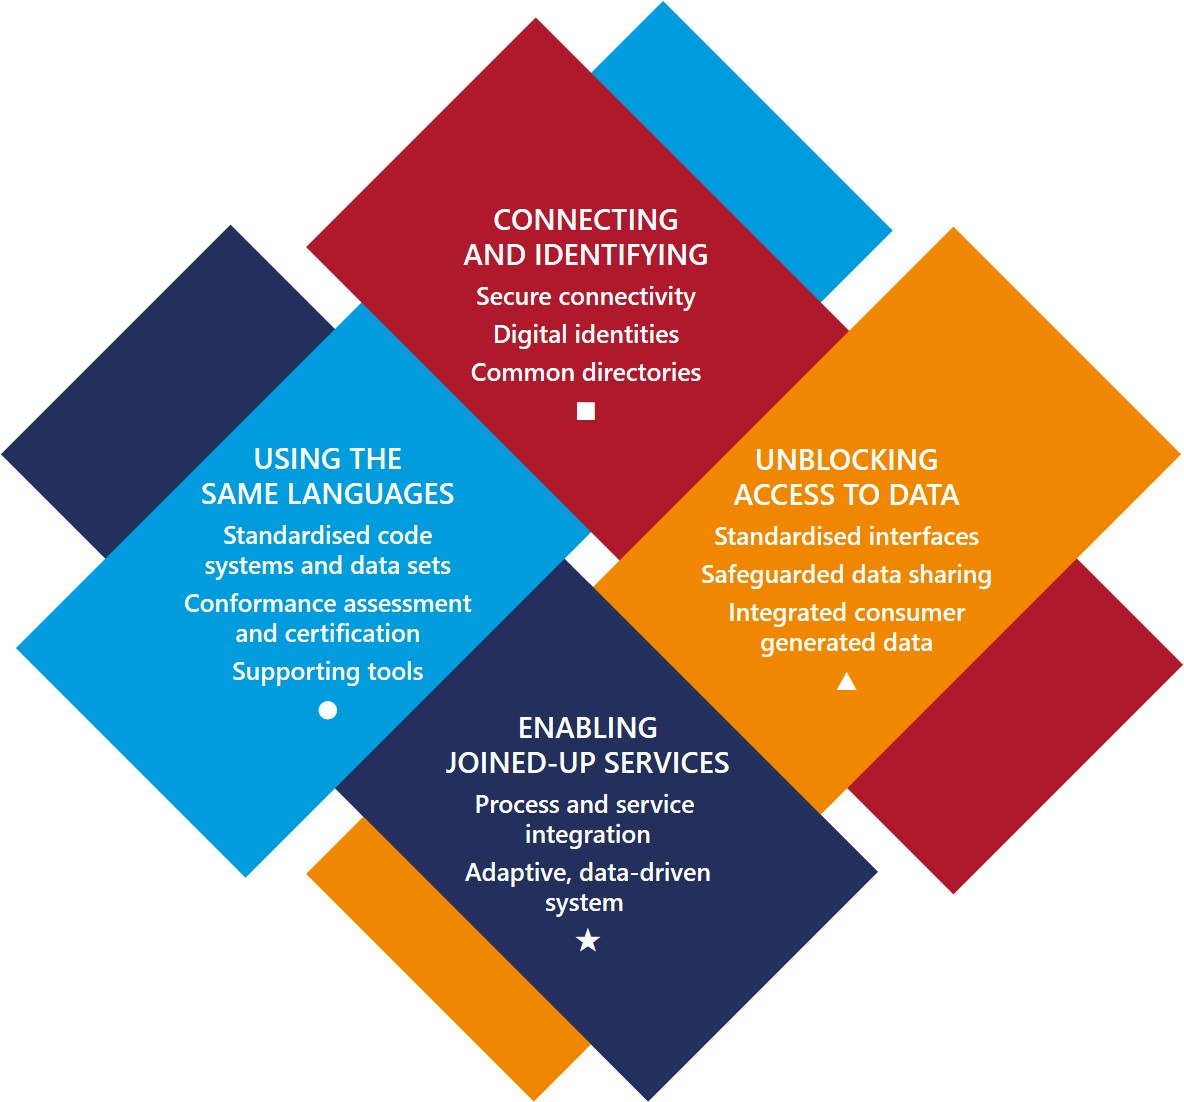 CONNECTING
AND IDENTIFYING
Secure connectivity
Digital identities
Common directories
USING THE
SAME LANGUAGES
Standardised code
systems and data sets
Conformance assessment
and certification
Supporting tools
UNBLOCKING
ACCESS TO DATA
Standardised interfaces
Safeguarded data sharing
Integrated consumer
generated data
ENABLING
JOINED-UP SERVICES
Process and service
integration
Adaptive, data-driven
system